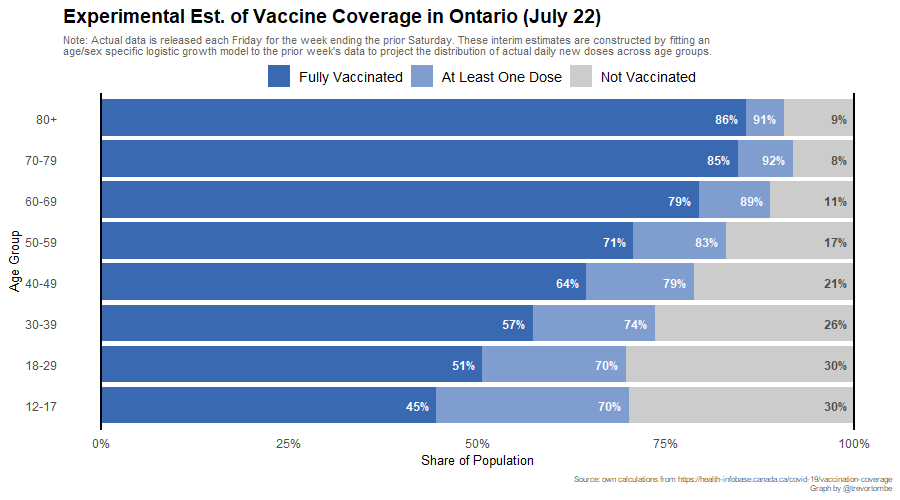 Experimental Est. of Vaccine Coverage in Ontario (July 22)
Note: Actual data is released each Friday for the week ending the prior Saturday. These interim estimates are constructed by fitting an
age/sex specific logistic growth model to the prior week's data to project the distribution of actual daily new doses across age groups.
Fully Vaccinated At Least One Dose Not Vaccinated
80+ 86% 91% 9%
70-79 85% 92% 8%
60-69 79% 89% 11%
50-59 71% 83% 17%
40-49 64% 79% 21%
30-39 57% 74% 26%
18-29 51% 70% 30%
12-17 45% 70% 30%
Age Group
0% 25% 50% 75% 100%
Share of Population
Source: own calculations from https://health-infobase.canada.ca/covid-19/vaccination-coverage
Graph by @trevortombe